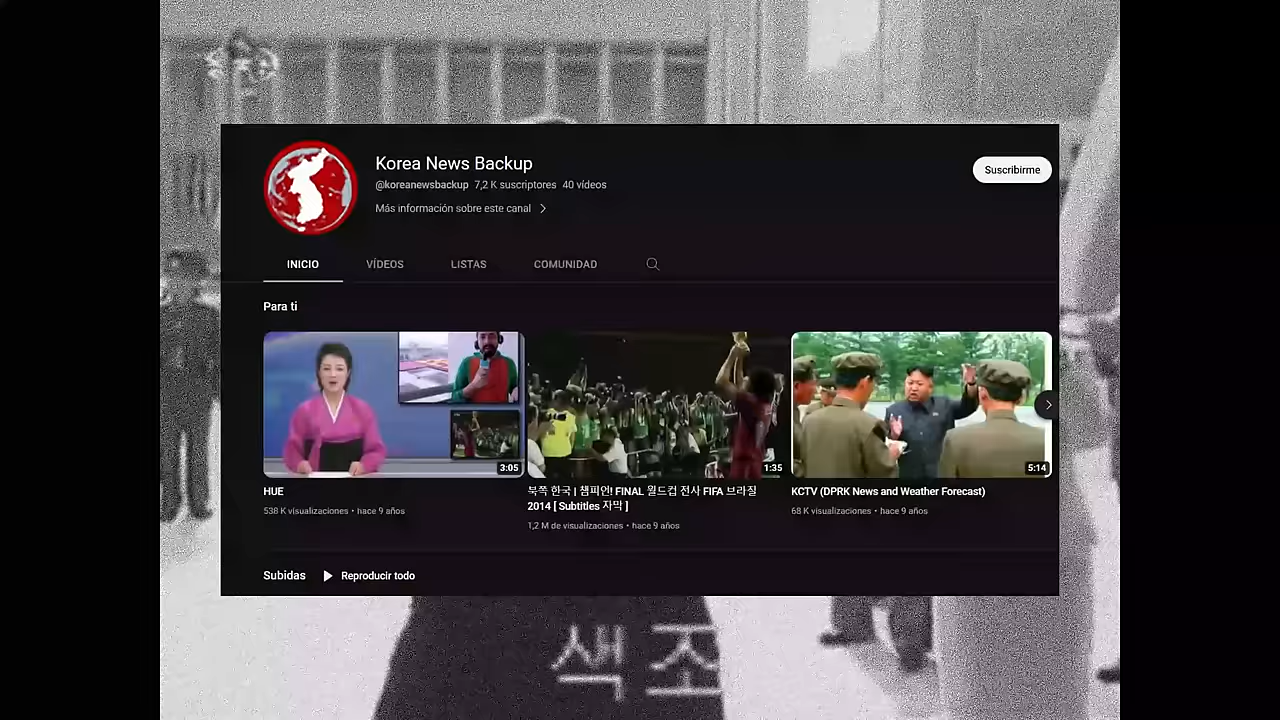 Korea News Backup
@koreanewsbackup 7,2 K suscriptores 40 vídeos
Más información sobre este canal
Suscribirme
INICIO VÍDEOS LISTAS COMUNIDAD
Para ti
3:05
1:35
5:14
HUE
538 K visualizaciones • hace 9 años
북쪽 한국 | 챔피언! FINAL 월드컵 전사 FIFA 브라질
2014 [ Subtitles 자막 ]
1,2 M de visualizaciones • hace 9 años
KCTV (DPRK News and Weather Forecast)
68 K visualizaciones • hace 9 años
Subidas Reproducir todo
색 조